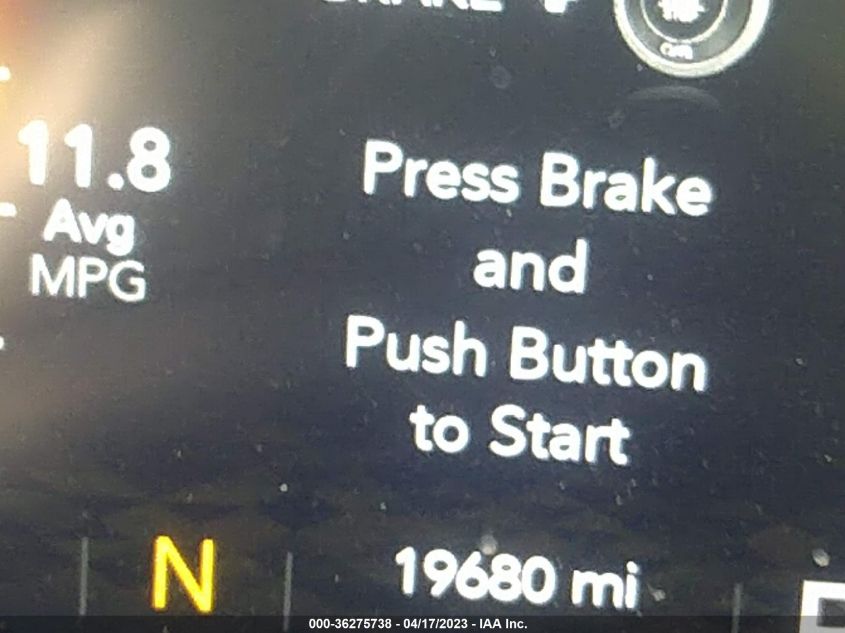 BRAKE
11.8
Avg
MPG
Press Brake
and
Push Button
to Start
N
19680 mi
000-36275738 - 04/17/2023 - IAA Inc.